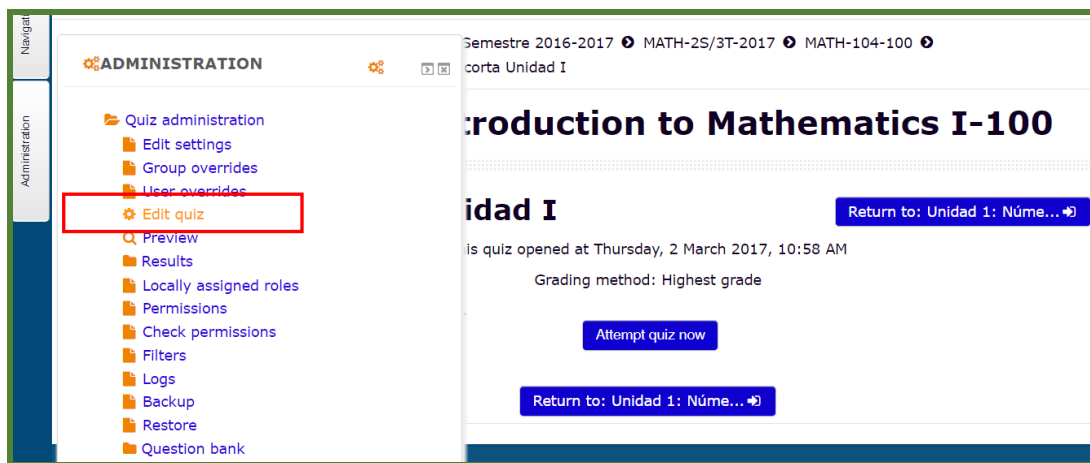 Navigati
Administration
ADMINISTRATION
Quiz administration
Edit settings
Group overrides
User overrides
Edit quiz
Preview
Results
Locally assigned roles
Permissions
Check permissions
Filters
Logs
Backup
Restore
Question bank
Semestre 2016-2017 MATH-2S/3T-2017 MATH-104-100
corta Unidad I
troduction to Mathematics I-100
idad I
Return to: Unidad 1: Núme...
is quiz opened at Thursday, 2 March 2017, 10:58 AM
Grading method: Highest grade
Attempt quiz now
Return to: Unidad 1: Núme...